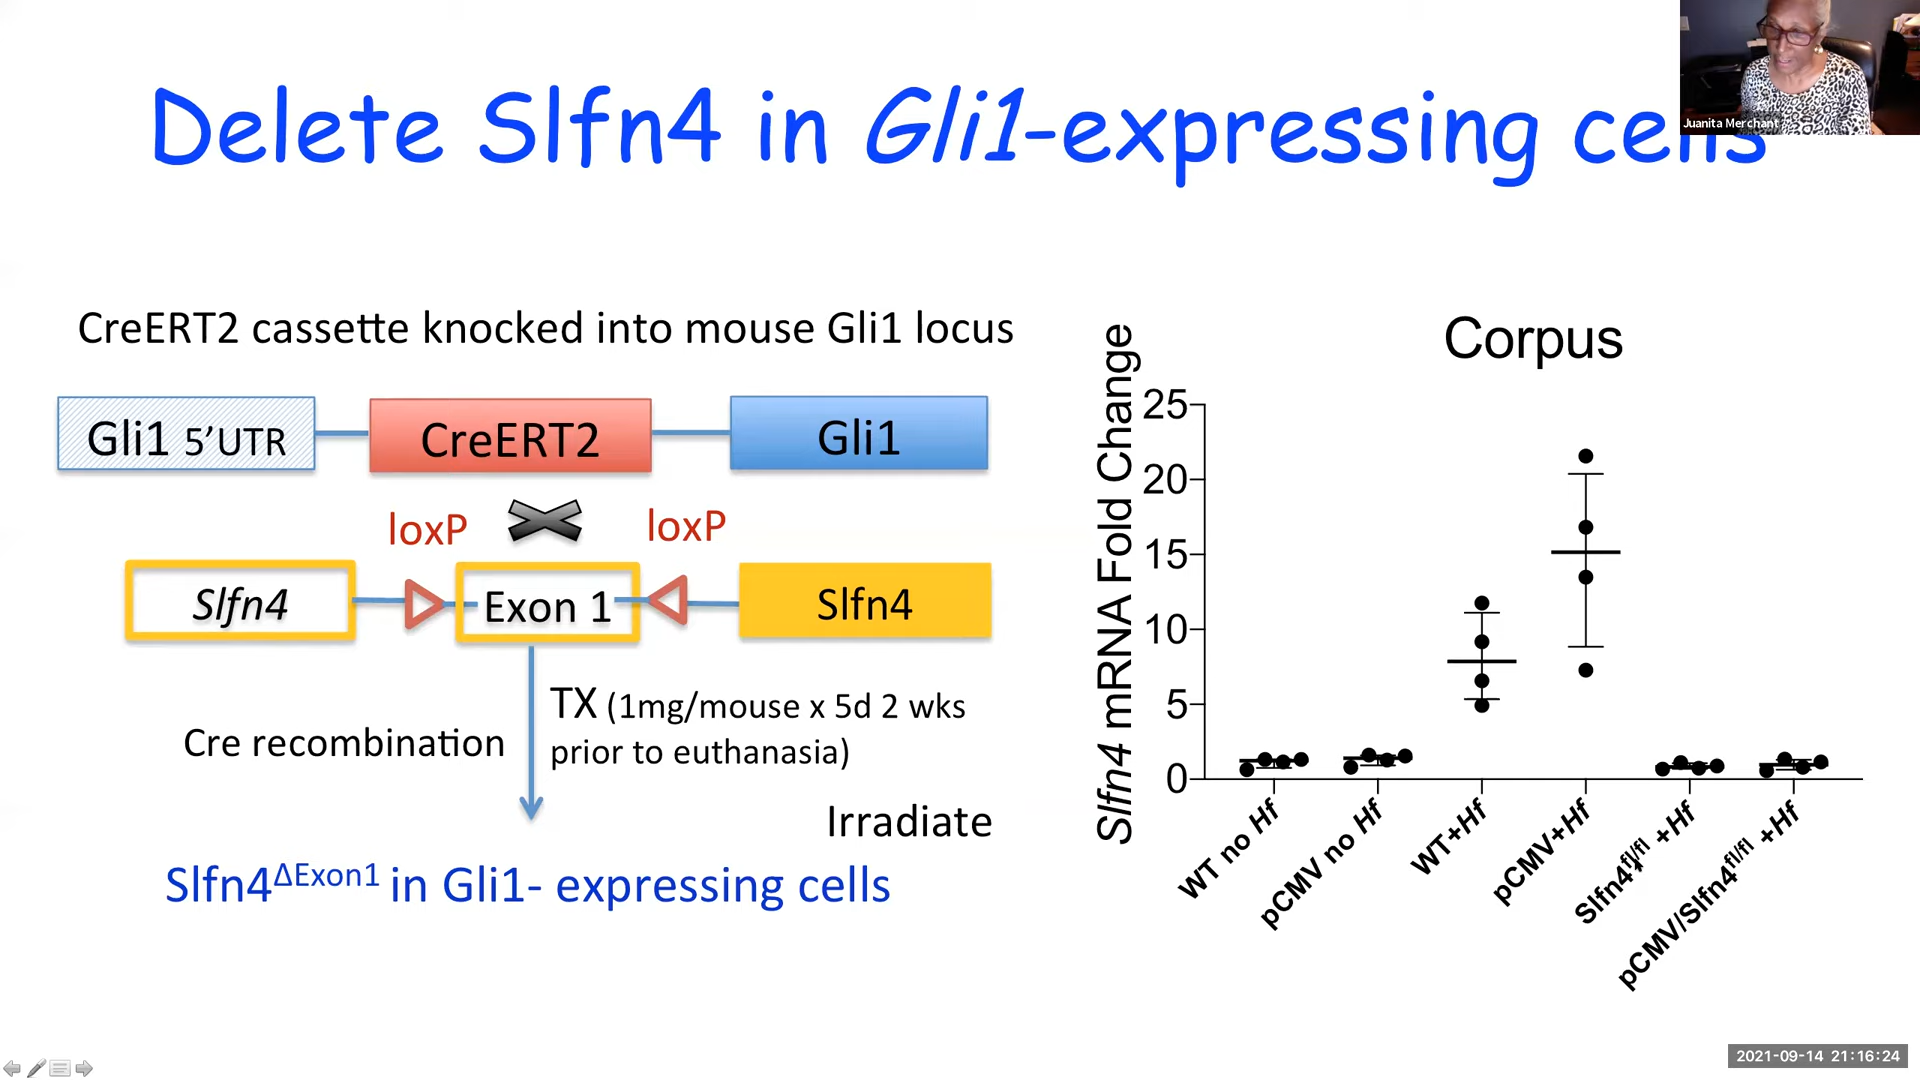 Delete Slfn4 in Gli1-expressing cells
Juanita Merchant
CreERT2 cassette knocked into mouse Gli1 locus
Gli1 5’UTR
CreERT2
Gli1
loxP
loxP
Slfn4
Exon 1
Slfn4
Cre recombination
TX (1mg/mouse x 5d 2 wks
prior to euthanasia)
Irradiate
Slfn4ΔExon1 in Gli1- expressing cells
Corpus
Slfn4 mRNA Fold Change
25
20
15
10
5
0
WT no Hf
pCMV no Hf
WT+Hf
pCMV+Hf
Slfn4fl/fl +Hf
pCMV//Slfn4fl/fl +Hf
2021-09-14 21:16:24